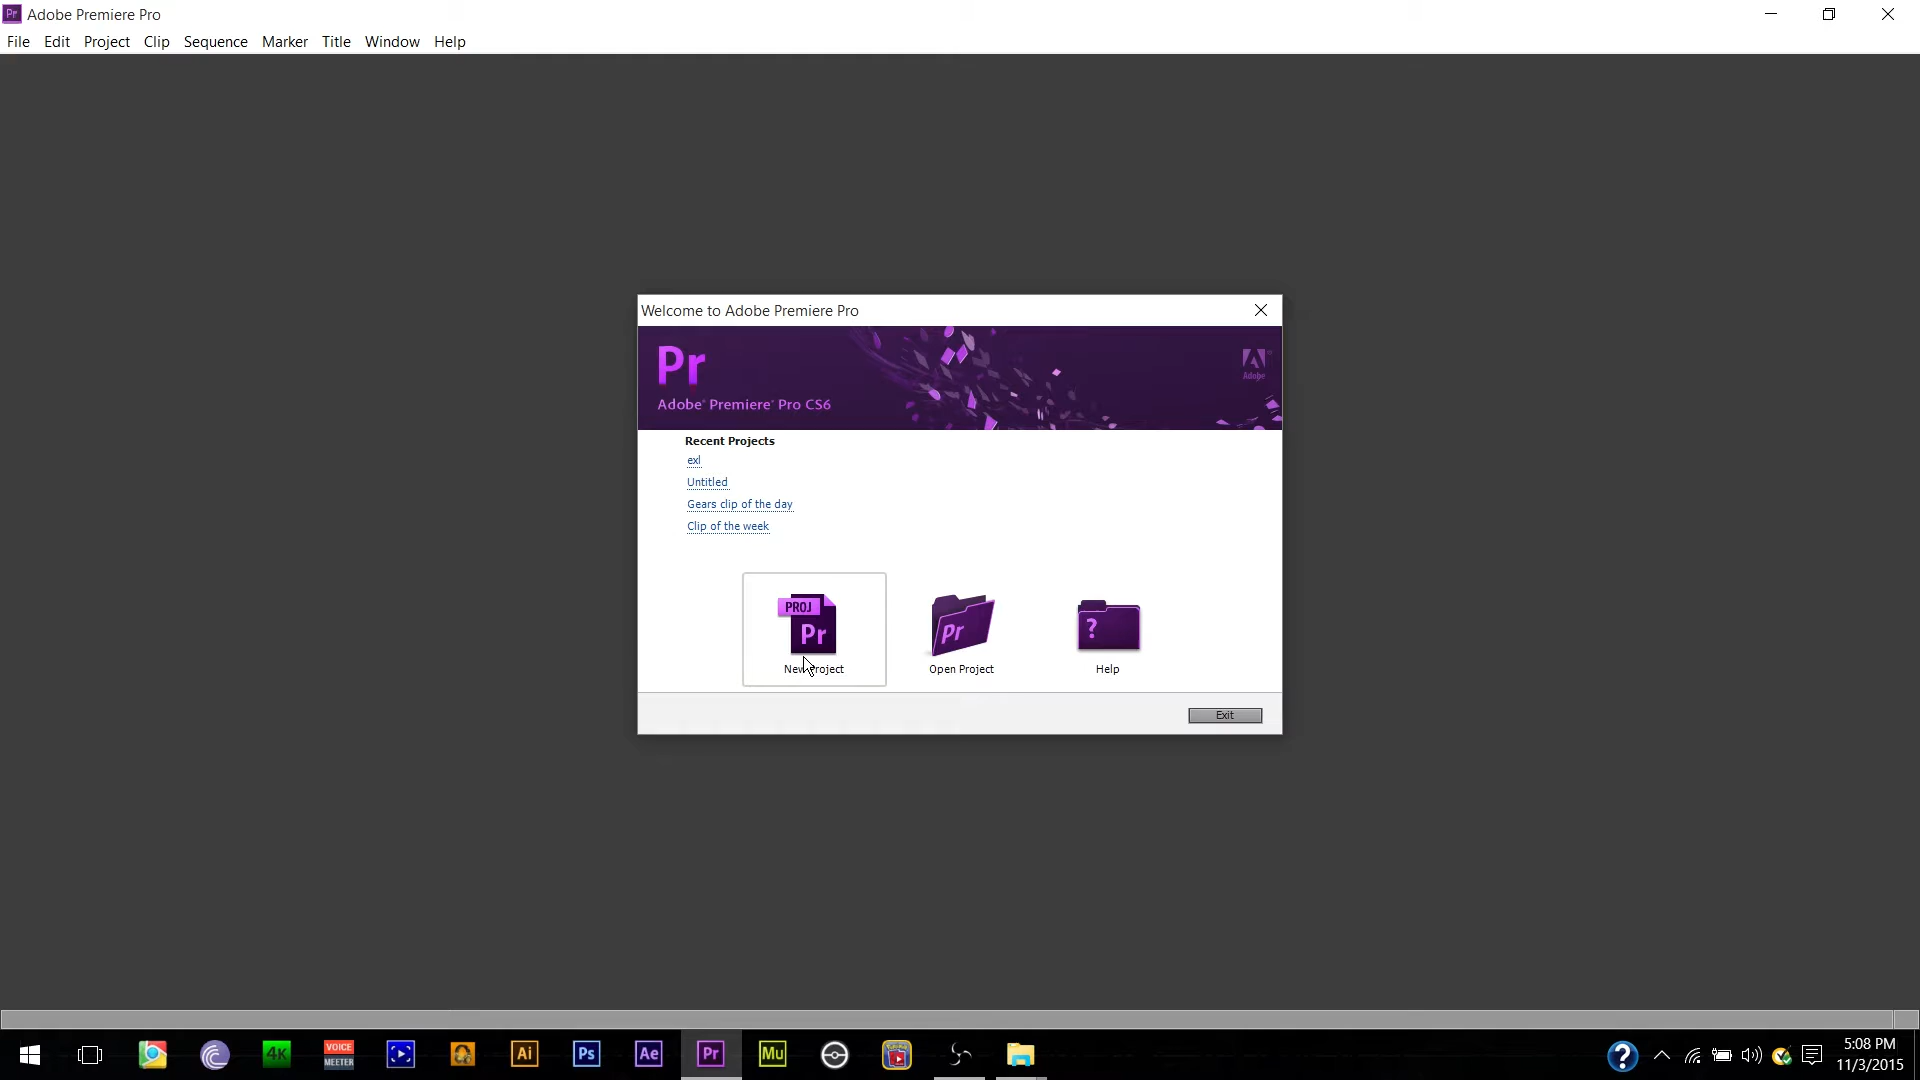 Pr Adobe Premiere Pro
File Edit Project Clip Sequence Marker Title Window Help
Welcome to Adobe Premiere Pro
Pr
Adobe
Adobe® Premiere® Pro CS6
Recent Projects
exl
Untitled
Gears clip of the day
Clip of the week
PROJ
Pr
Pr
?
New Project Open Project Help
Exit
4K VOICE MEETER Ai Ps Ae Pr Mu ?
5:08 PM
11/3/2015